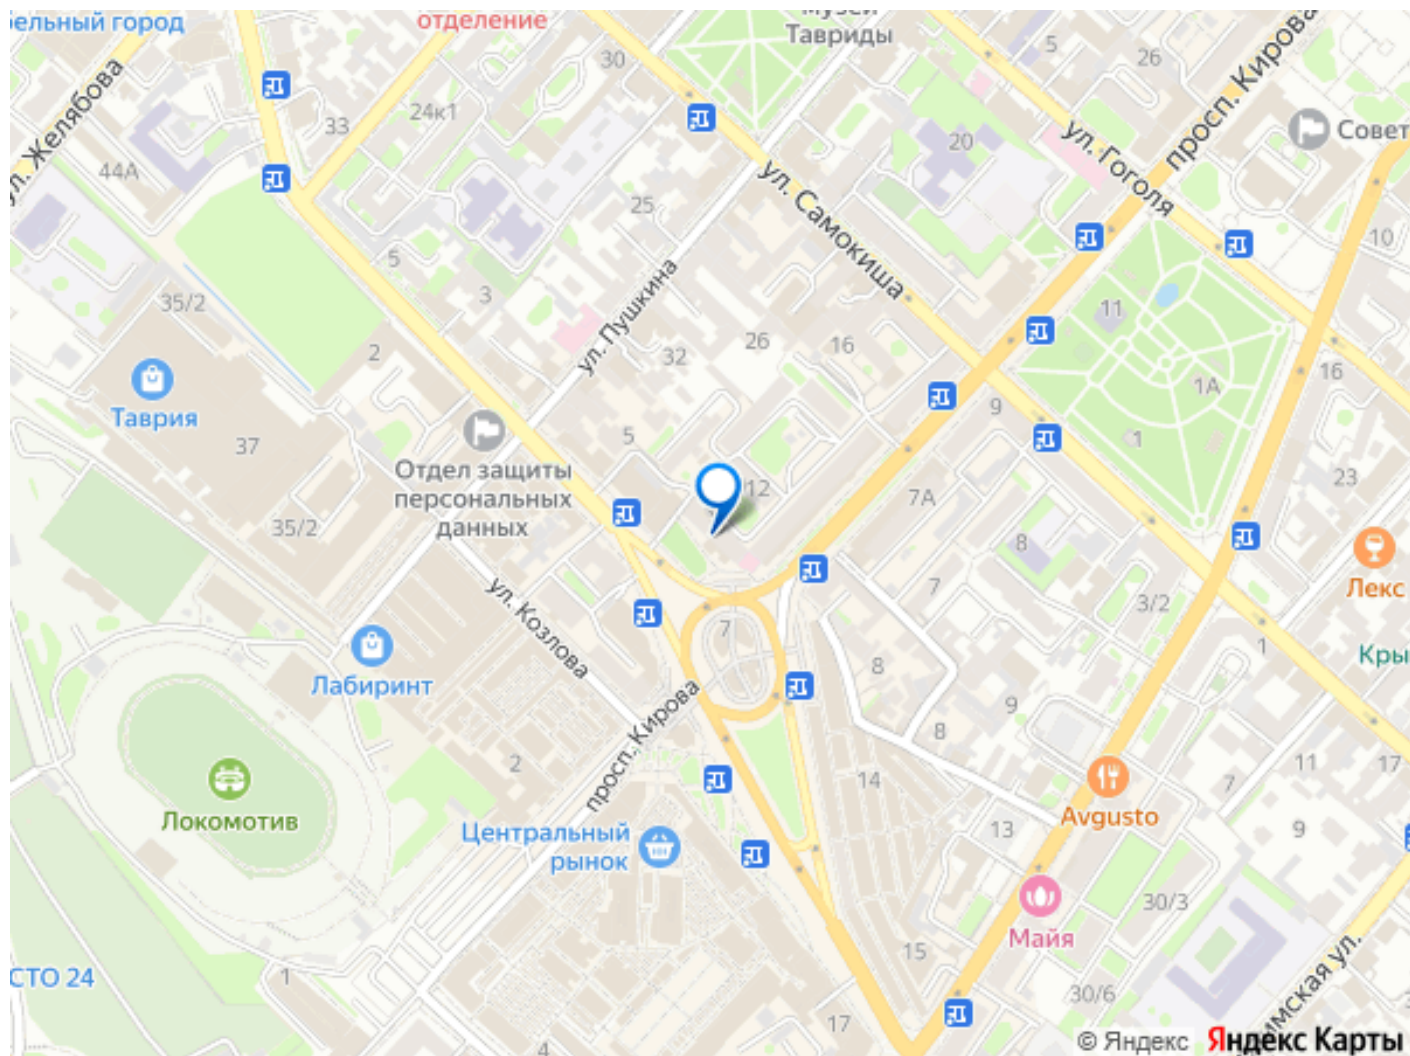 бельный город
отделение
музей
Тавриды
5
26
просп. Кирова
30
ул. Желябова
24к1
33
Совет
ул. Гоголя
20
44А
ул. Самокиша
25
10
5
35/2
3
11
ул. Пушкина
26
16
32
2
16
1А
Таврия
9
37
5
1
Отдел защиты
персональных
данных
23
12
7А
35/2
8
Лекс
7
3/2
ул. Козлова
7
1
8
Кры
Лабиринт
9
просп. Кирова
8
2
14
11
17
7
Локомотив
Avgusto
Центральный
рынок
13
9
30/3
Майя
15
СТО 24
1
30/6
17
4
© Яндекс
Яндекс Карты